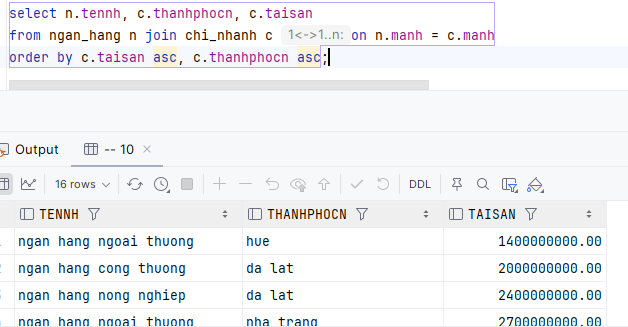 select n.tennh, c.thanhphocn, c.taisan
from ngan_hang n join chi_nhanh c 1<->1..n: on n.manh = c.manh
order by c.taisan asc, c.thanhphocn asc;
Output -- 10
16 rows DDL
TENNH THANHPHOCN TAISAN
ngan hang ngoai thuong hue 1400000000.00
ngan hang cong thuong da lat 2000000000.00
ngan hang nong nghiep da lat 2400000000.00
ngan hang ngoai thuong nha trang 2700000000.00